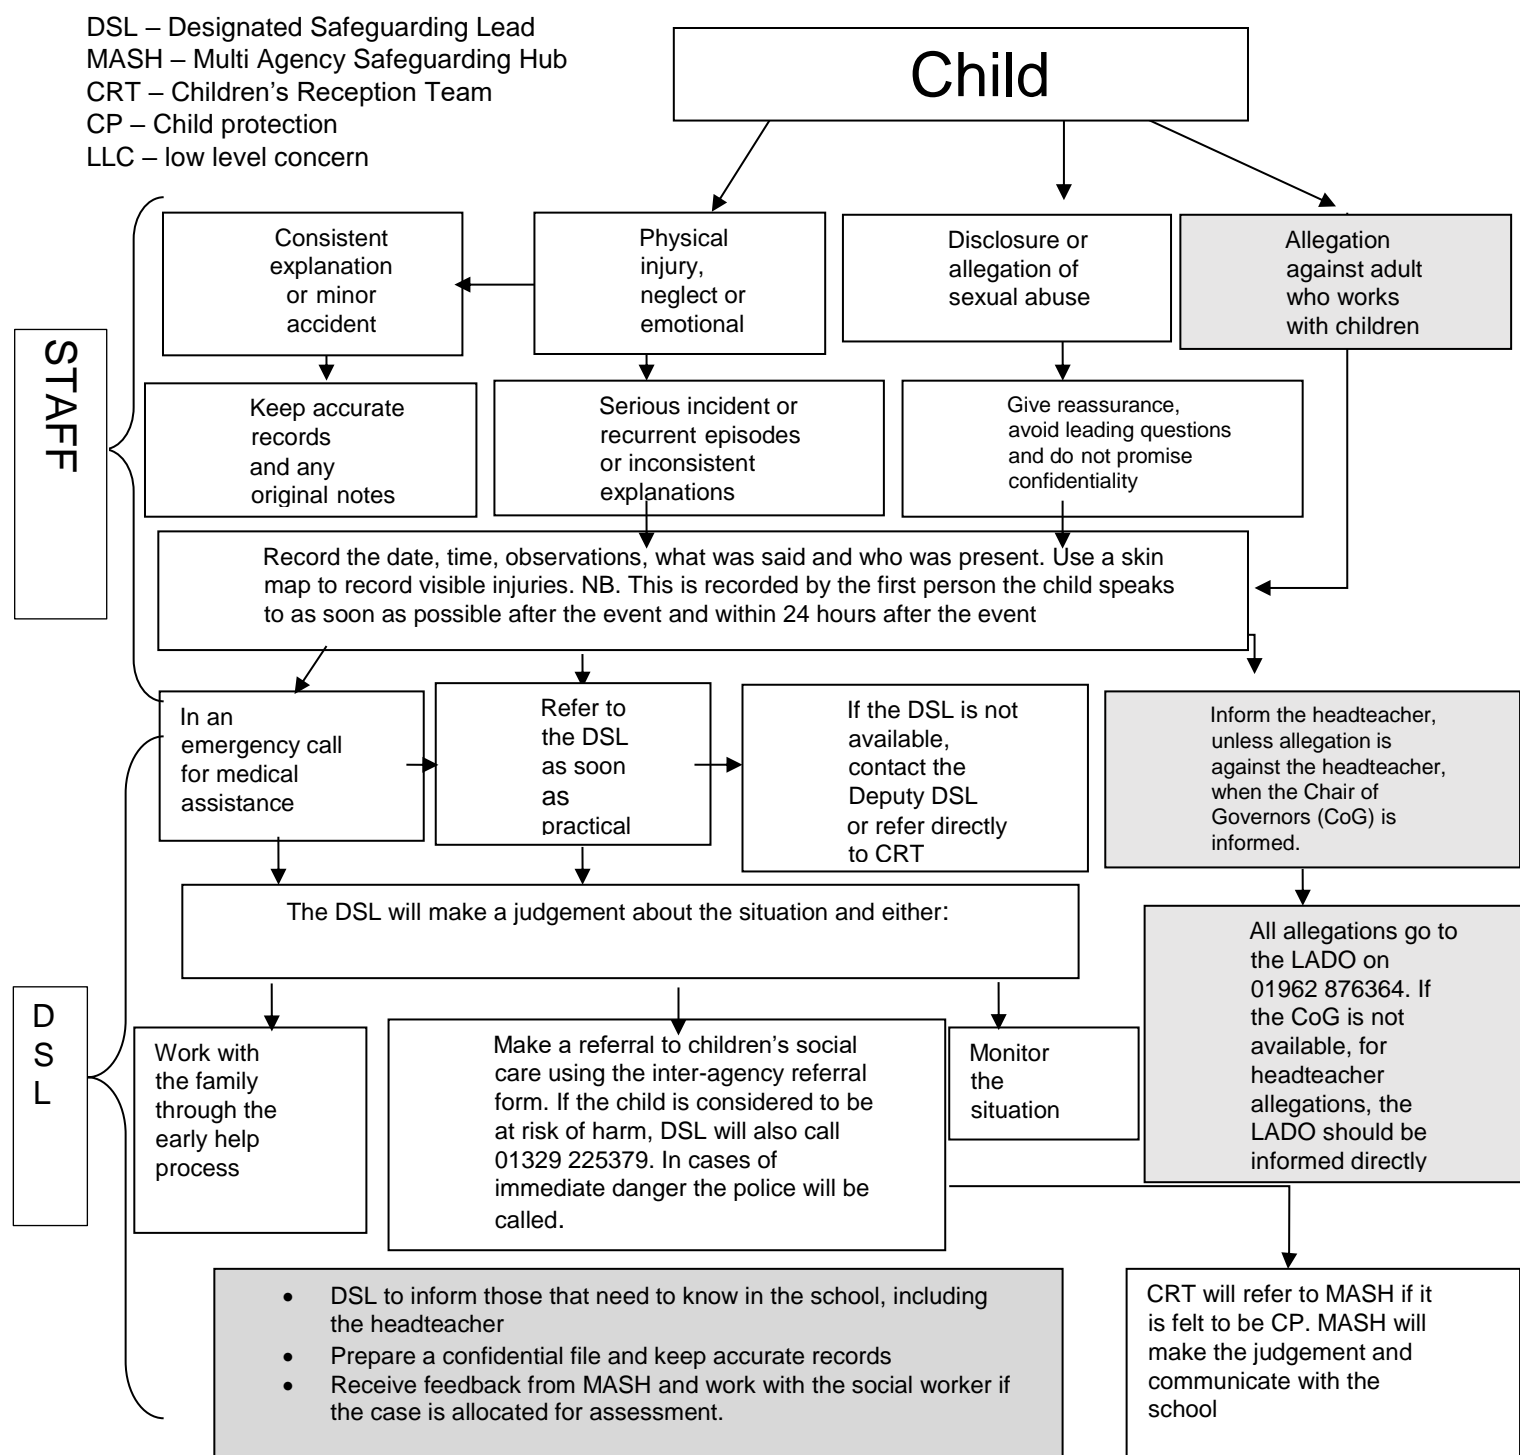 DSL – Designated Safeguarding Lead
MASH – Multi Agency Safeguarding Hub
CRT – Children's Reception Team
CP – Child protection
LLC – low level concern
Child
STAFF
Consistent
explanation
or minor
accident
Physical
injury,
neglect or
emotional
Disclosure or
allegation of
sexual abuse
Allegation
against adult
who works
with children
Keep accurate
records
and any
original notes
Serious incident or
recurrent episodes
or inconsistent
explanations
Give reassurance,
avoid leading questions
and do not promise
confidentiality
Record the date, time, observations, what was said and who was present. Use a skin
map to record visible injuries. NB. This is recorded by the first person the child speaks
to as soon as possible after the event and within 24 hours after the event
In an
emergency call
for medical
assistance
Refer to
the DSL
as soon
as
practical
If the DSL is not
available,
contact the
Deputy DSL
or refer directly
to CRT
Inform the headteacher,
unless allegation is
against the headteacher,
when the Chair of
Governors (CoG) is
informed.
The DSL will make a judgement about the situation and either:
All allegations go to
the LADO on
01962 876364. If
the CoG is not
available, for
headteacher
allegations, the
LADO should be
informed directly
D
S
L
Work with
the family
through the
early help
process
Make a referral to children's social
care using the inter-agency referral
form. If the child is considered to be
at risk of harm, DSL will also call
01329 225379. In cases of
immediate danger the police will be
called.
Monitor
the
situation
• DSL to inform those that need to know in the school, including
the headteacher
• Prepare a confidential file and keep accurate records
• Receive feedback from MASH and work with the social worker if
the case is allocated for assessment.
CRT will refer to MASH if it
is felt to be CP. MASH will
make the judgement and
communicate with the
school